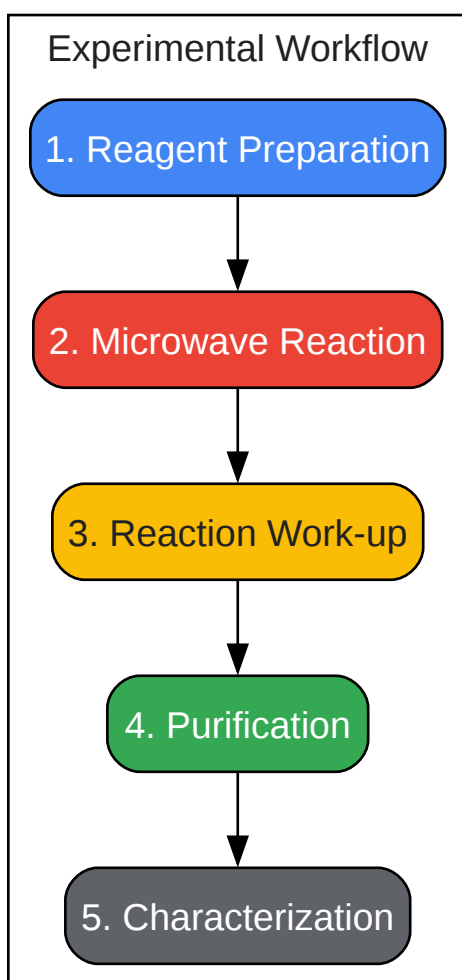 Experimental Workflow
1. Reagent Preparation
2. Microwave Reaction
3. Reaction Work-up
4. Purification
5. Characterization